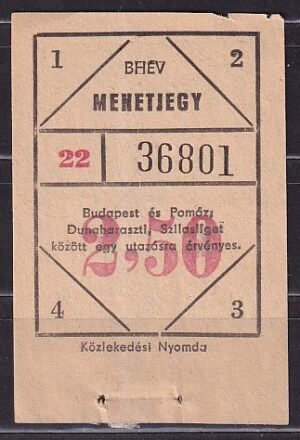 1 BHÉV 2
MENETJEGY
22 36801
Budapest és Pomáz,
Dunaharaszti, Szilasliget
között egy utazásra érvényes.
2,50
4 3
Közlekedési Nyomda